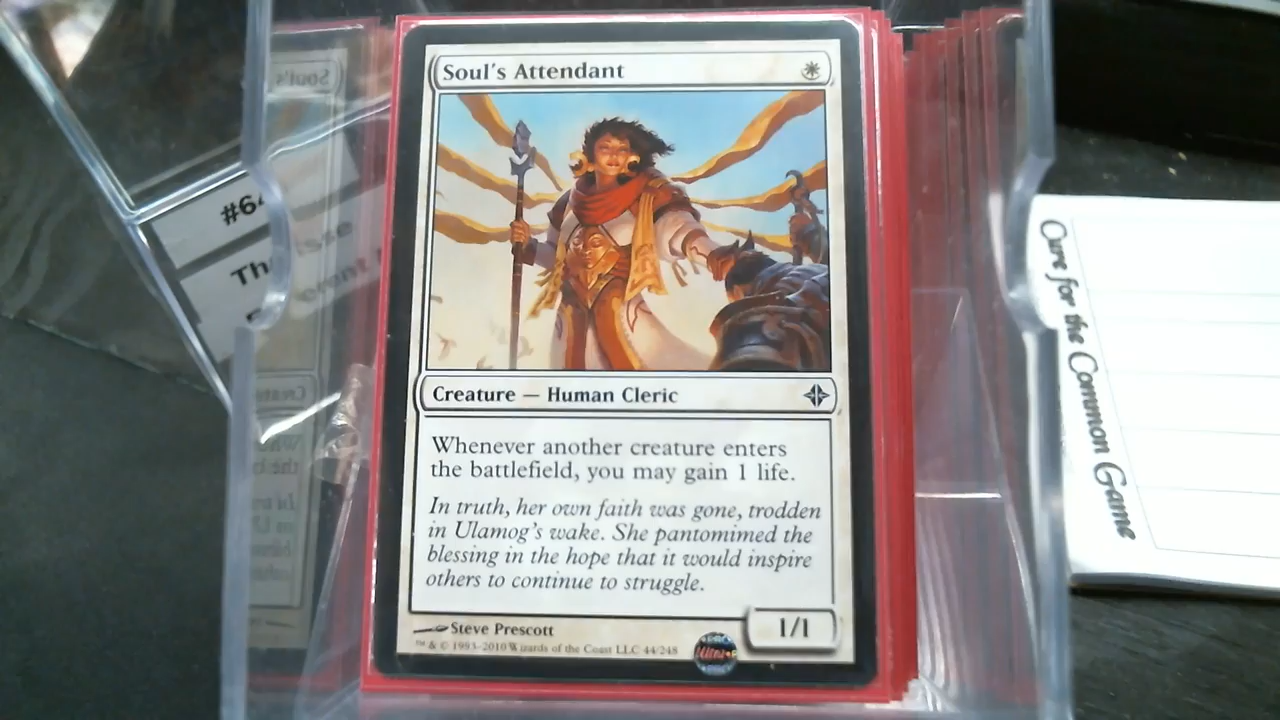 Soul's Attendant
Creature — Human Cleric
Whenever another creature enters
the battlefield, you may gain 1 life.
In truth, her own faith was gone, trodden
in Ulamog's wake. She pantomimed the
blessing in the hope that it would inspire
others to continue to struggle.
1/1
Steve Prescott
™ & © 1993–2010 Wizards of the Coast LLC 44/248
Cure for the Common Game